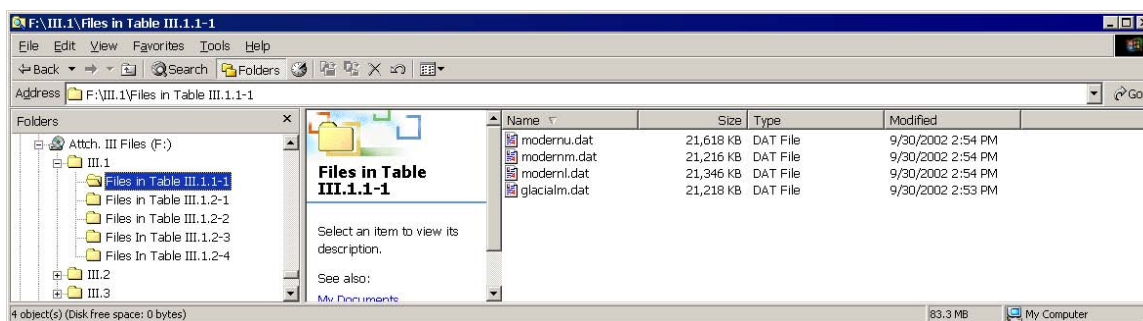 F:\III.1\Files in Table III.1.1-1
File Edit View Favorites Tools Help
Back Search Folders
Address F:\III.1\Files in Table III.1.1-1 Go
Folders x
Attch. III Files (F:)
III.1
Files in Table III.1.1-1
Files in Table III.1.2-1
Files in Table III.1.2-2
Files In Table III.1.2-3
Files In Table III.1.2-4
III.2
III.3
Files in Table
III.1.1-1
Select an item to view its
description.
See also:
My Documents
Name Size Type Modified
modernu.dat 21,618 KB DAT File 9/30/2002 2:54 PM
modernm.dat 21,216 KB DAT File 9/30/2002 2:54 PM
modernl.dat 21,346 KB DAT File 9/30/2002 2:54 PM
glacialm.dat 21,218 KB DAT File 9/30/2002 2:53 PM
4 object(s) (Disk free space: 0 bytes) 83.3 MB My Computer